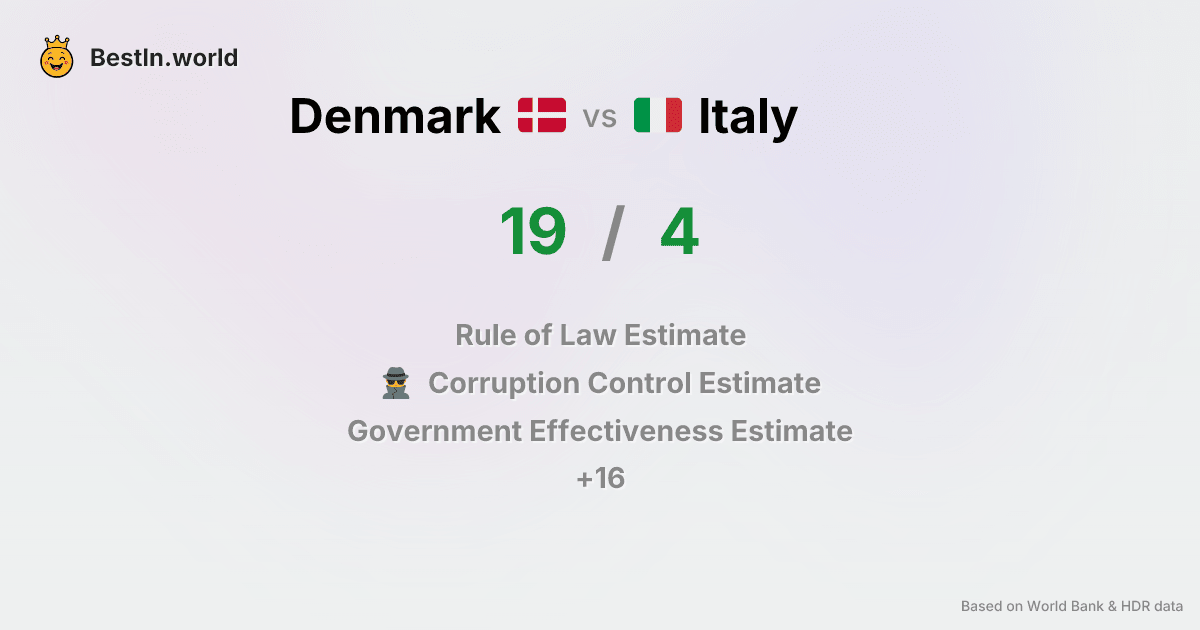 BestIn.world
Denmark vs Italy
19 / 4
Rule of Law Estimate
Corruption Control Estimate
Government Effectiveness Estimate
+16
Based on World Bank & HDR data